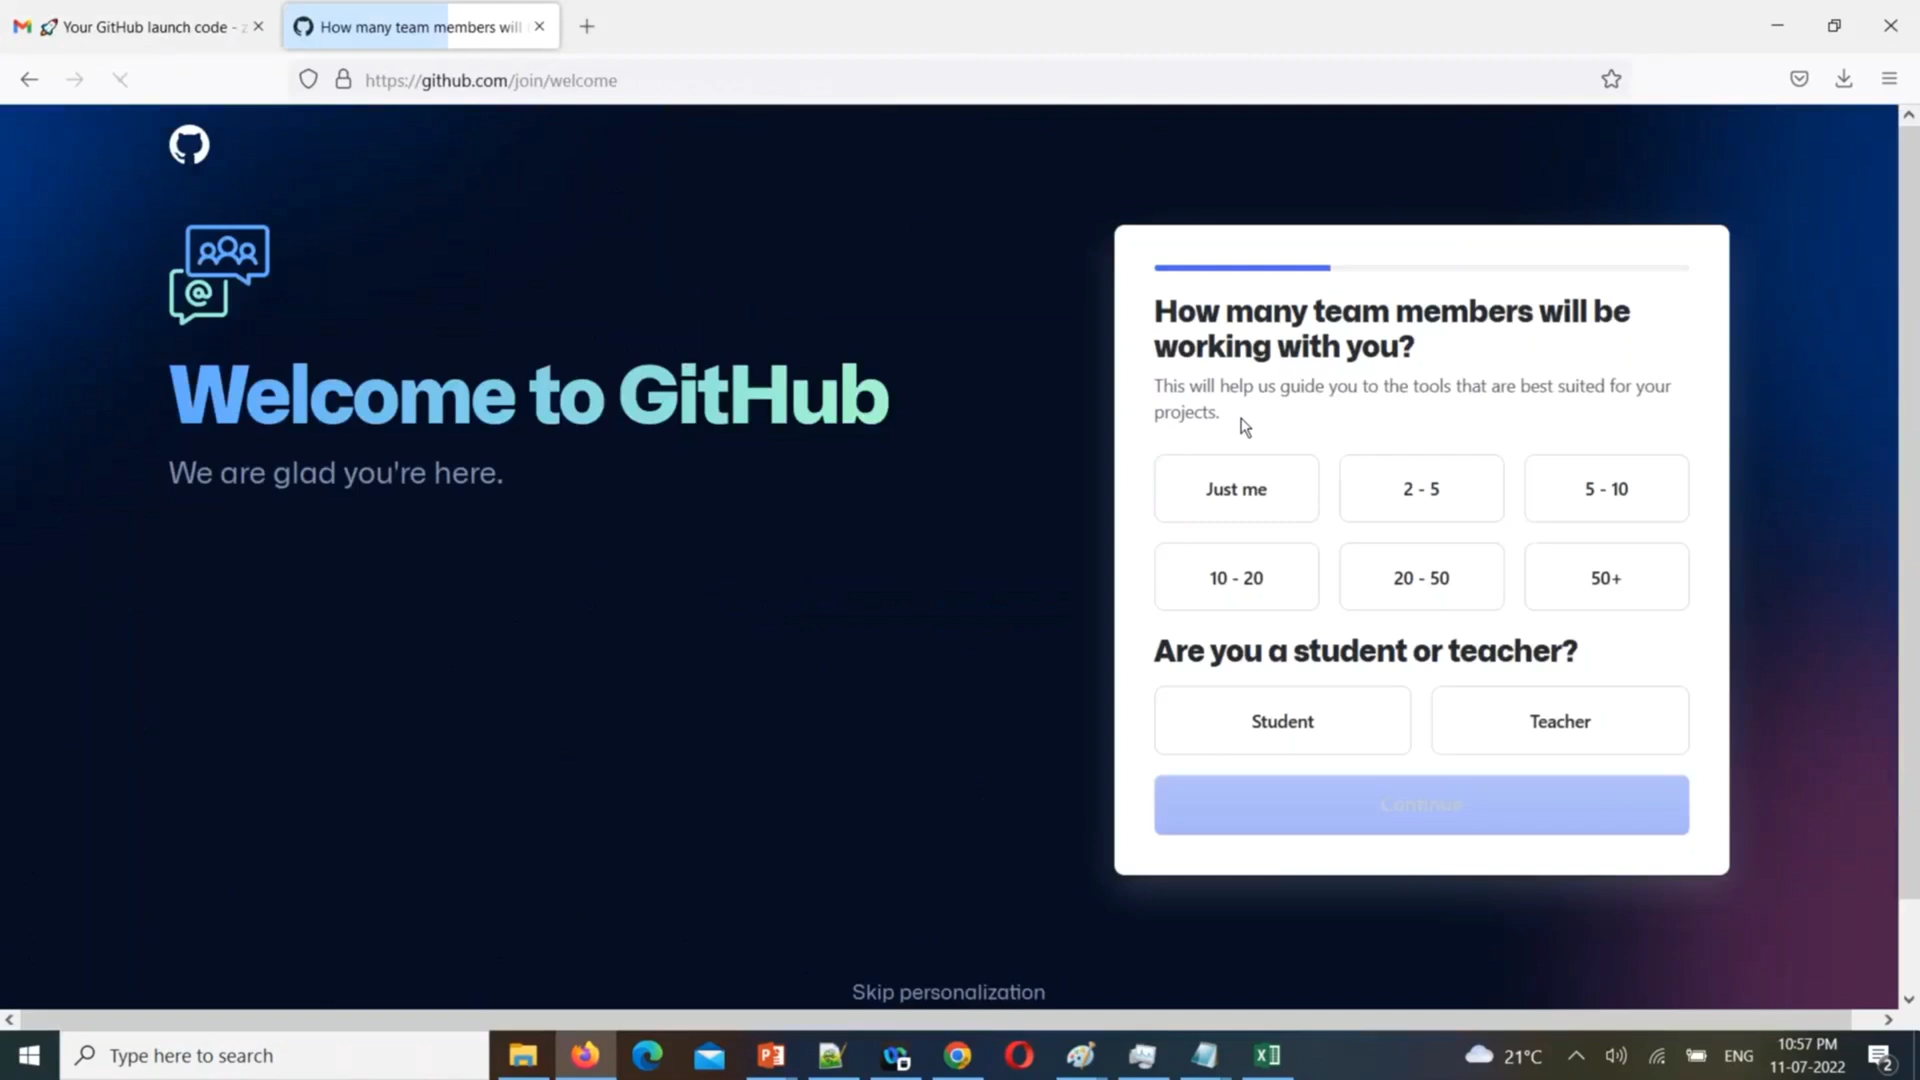 Your GitHub launch code - z
How many team members will
https://github.com/join/welcome
@
Welcome to GitHub
We are glad you're here.
How many team members will be
working with you?
This will help us guide you to the tools that are best suited for your
projects.
Just me
2 - 5
5 - 10
10 - 20
20 - 50
50+
Are you a student or teacher?
Student
Teacher
Continue
Skip personalization
Type here to search
21°C
ENG
10:57 PM
11-07-2022
2